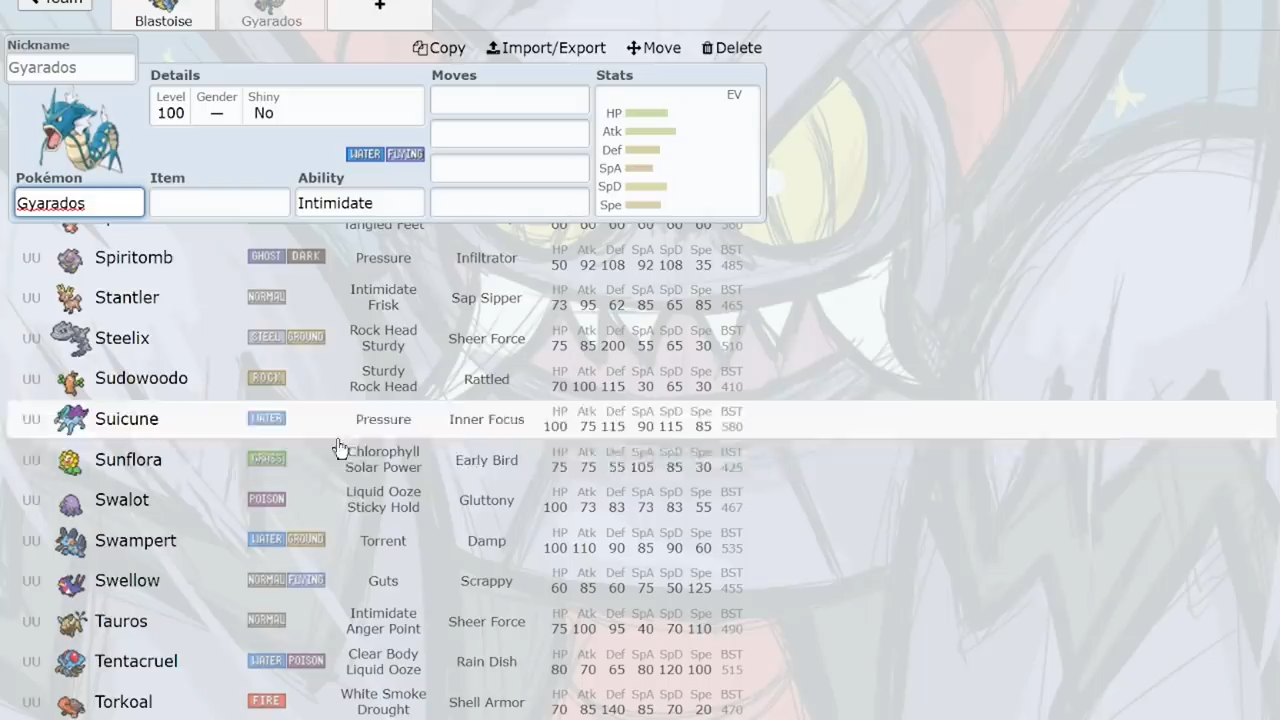 Team
Blastoise
Gyarados
+
Nickname
Gyarados
Copy Import/Export Move Delete
Details
Level Gender Shiny
100 — No
WATER FLYING
Pokémon Item Ability
Gyarados Intimidate
Moves
Stats
EV
HP
Atk
Def
SpA
SpD
Spe
Tangled Feet 60 60 60 60 60 60 360
UU Spiritomb GHOST DARK Pressure Infiltrator HP 50 Atk 92 Def 108 SpA 92 SpD 108 Spe 35 BST 485
UU Stantler NORMAL Intimidate Frisk Sap Sipper HP 73 Atk 95 Def 62 SpA 85 SpD 65 Spe 85 BST 465
UU Steelix STEEL GROUND Rock Head Sturdy Sheer Force HP 75 Atk 85 Def 200 SpA 55 SpD 65 Spe 30 BST 510
UU Sudowoodo ROCK Sturdy Rock Head Rattled HP 70 Atk 100 Def 115 SpA 30 SpD 65 Spe 30 BST 410
UU Suicune WATER Pressure Inner Focus HP 100 Atk 75 Def 115 SpA 90 SpD 115 Spe 85 BST 580
UU Sunflora GRASS Chlorophyll Solar Power Early Bird HP 75 Atk 75 Def 55 SpA 105 SpD 85 Spe 30 BST 425
UU Swalot POISON Liquid Ooze Sticky Hold Gluttony HP 100 Atk 73 Def 83 SpA 73 SpD 83 Spe 55 BST 467
UU Swampert WATER GROUND Torrent Damp HP 100 Atk 110 Def 90 SpA 85 SpD 90 Spe 60 BST 535
UU Swellow NORMAL FLYING Guts Scrappy HP 60 Atk 85 Def 60 SpA 75 SpD 50 Spe 125 BST 455
UU Tauros NORMAL Intimidate Anger Point Sheer Force HP 75 Atk 100 Def 95 SpA 40 SpD 70 Spe 110 BST 490
UU Tentacruel WATER POISON Clear Body Liquid Ooze Rain Dish HP 80 Atk 70 Def 65 SpA 80 SpD 120 Spe 100 BST 515
UU Torkoal FIRE White Smoke Drought Shell Armor HP 70 Atk 85 Def 140 SpA 85 SpD 70 Spe 20 BST 470